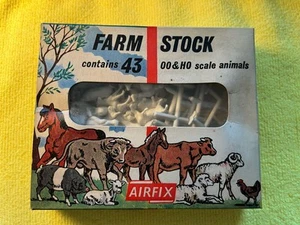 FARM STOCK
contains 43 OO & HO scale animals
AIRFIX